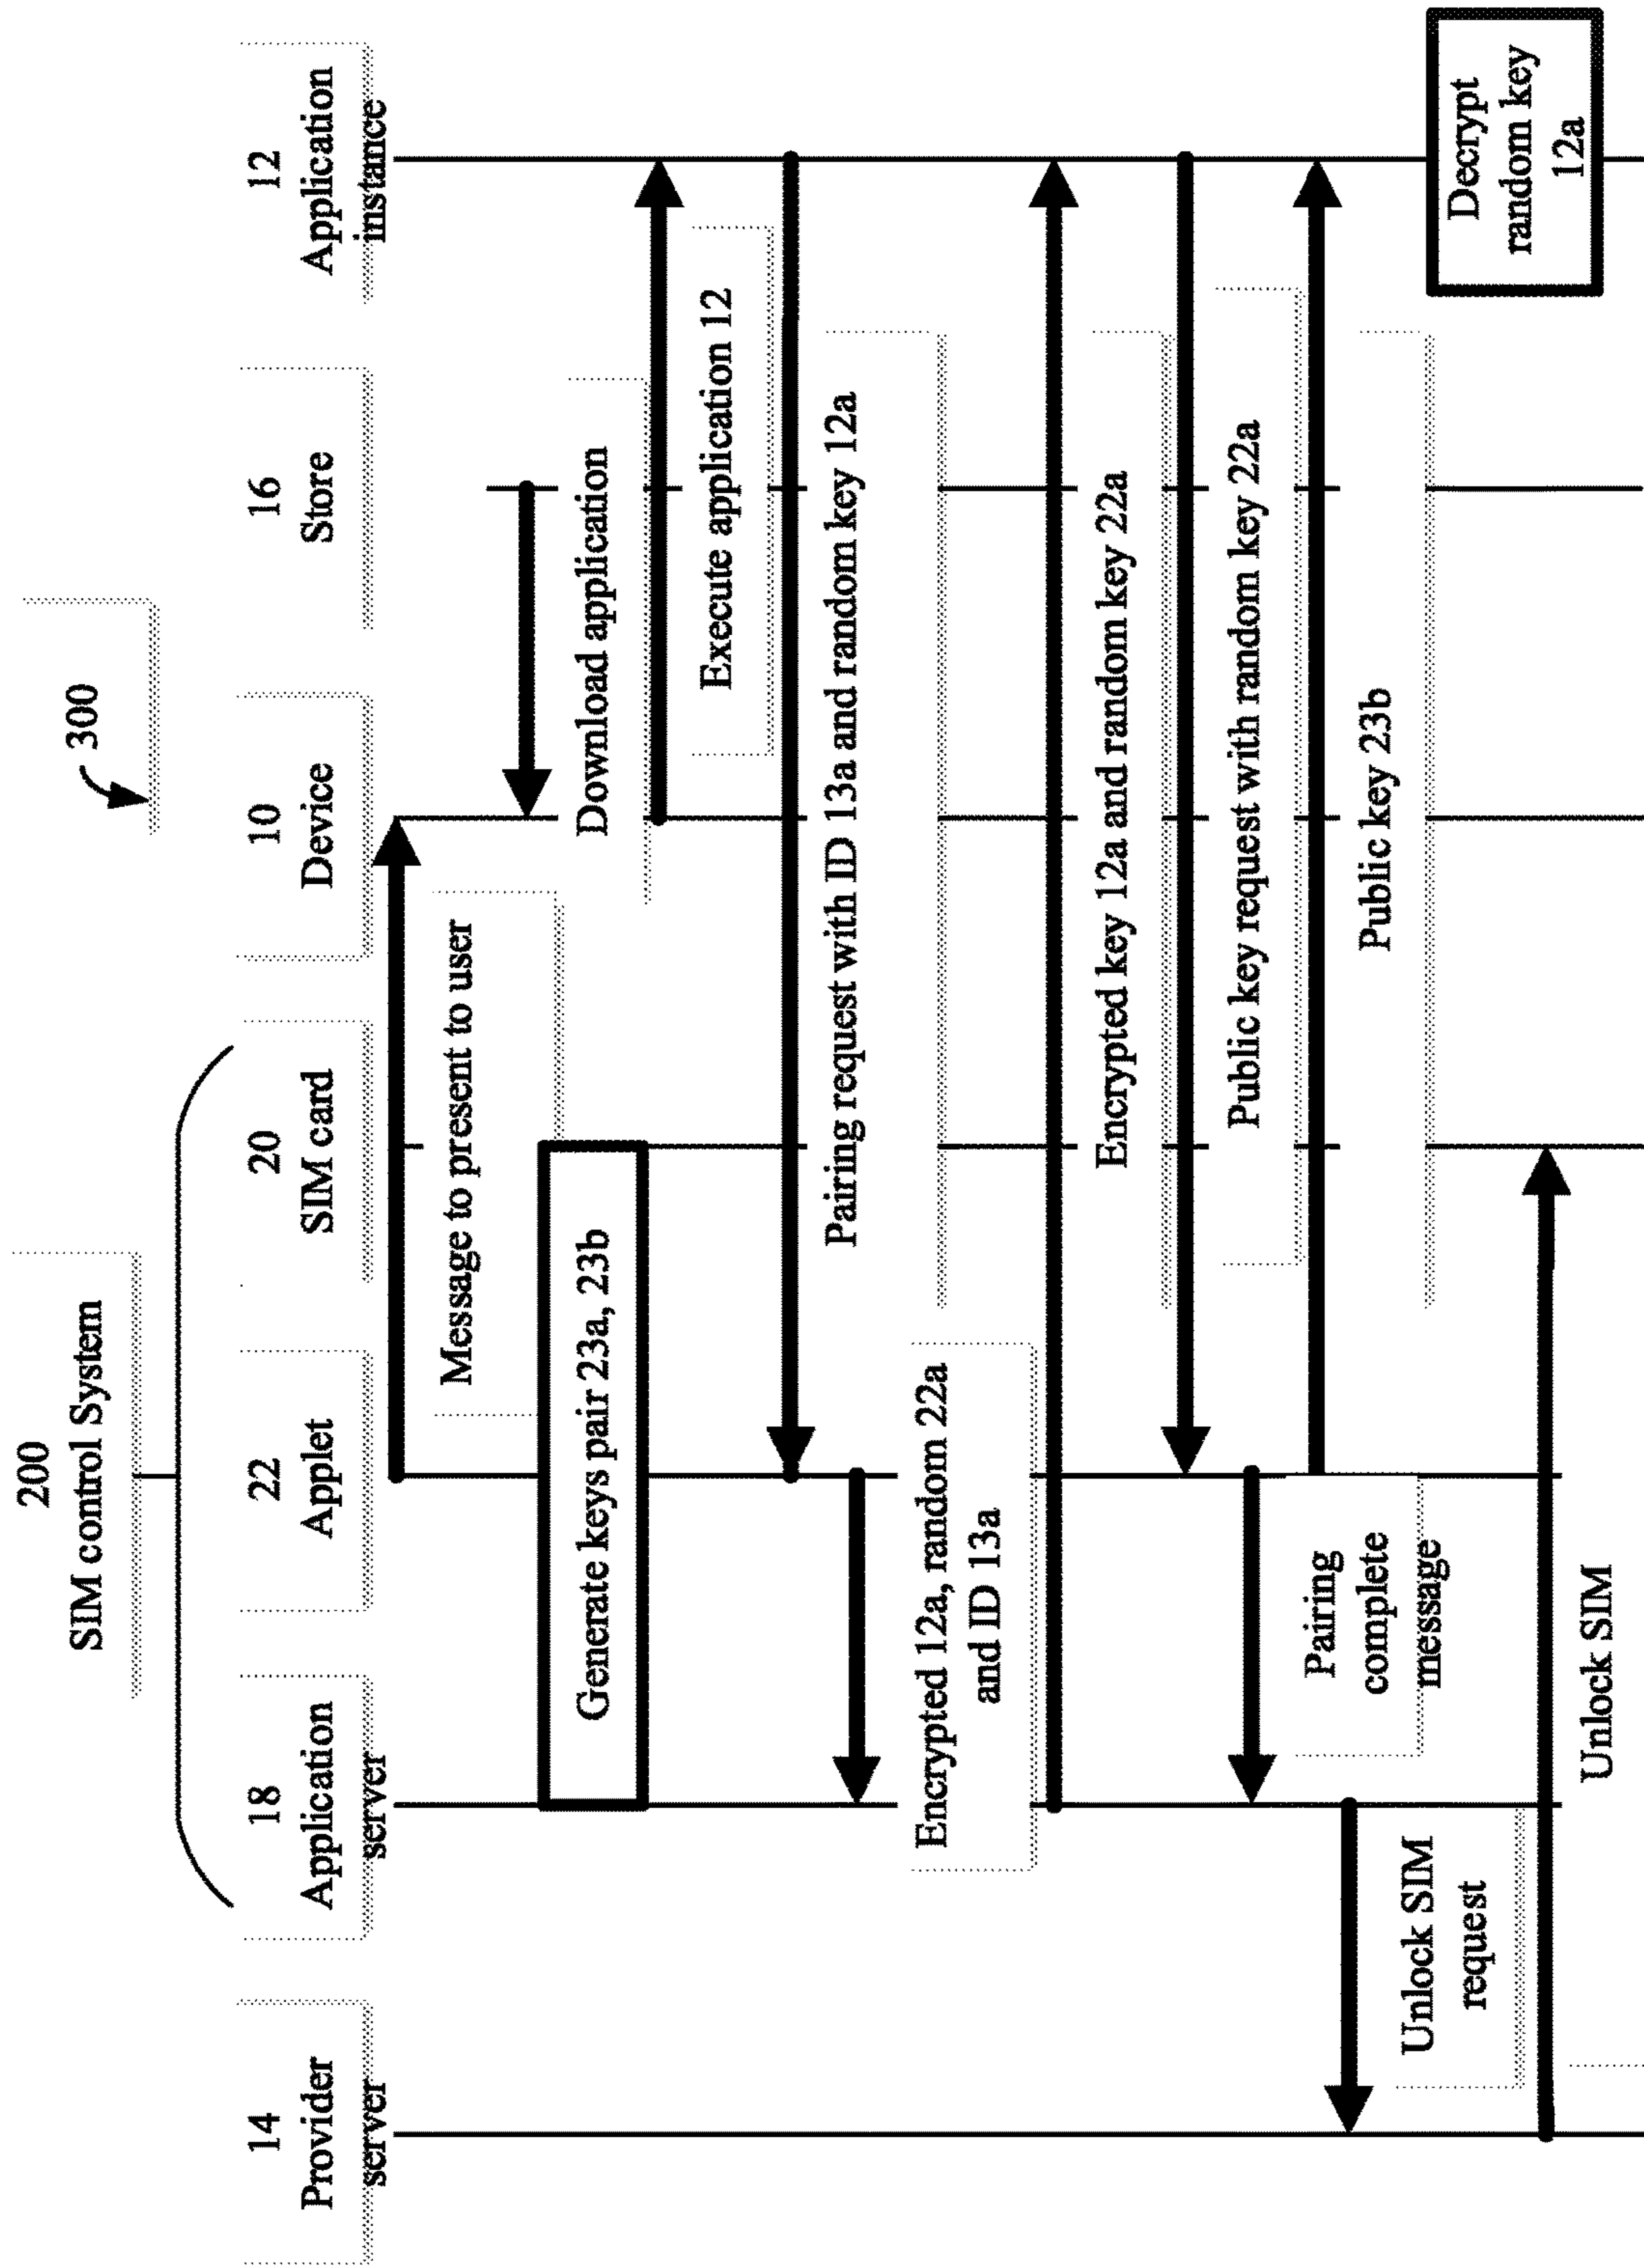 300
200
SIM control System
14
Provider
server
18
Application
server
22
Applet
20
SIM card
10
Device
16
Store
12
Application
instance
Message to present to user
Download application
Generate keys pair 23a, 23b
Execute application 12
Pairing request with ID 13a and random key 12a
Encrypted 12a, random 22a
and ID 13a
Encrypted key 12a and random key 22a
Public key request with random key 22a
Pairing
complete
message
Public key 23b
Unlock SIM
request
Decrypt
random key
12a
Unlock SIM